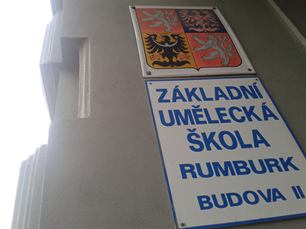 ZÁKLADNÍ
UMĚLECKÁ
ŠKOLA
RUMBURK
BUDOVA II